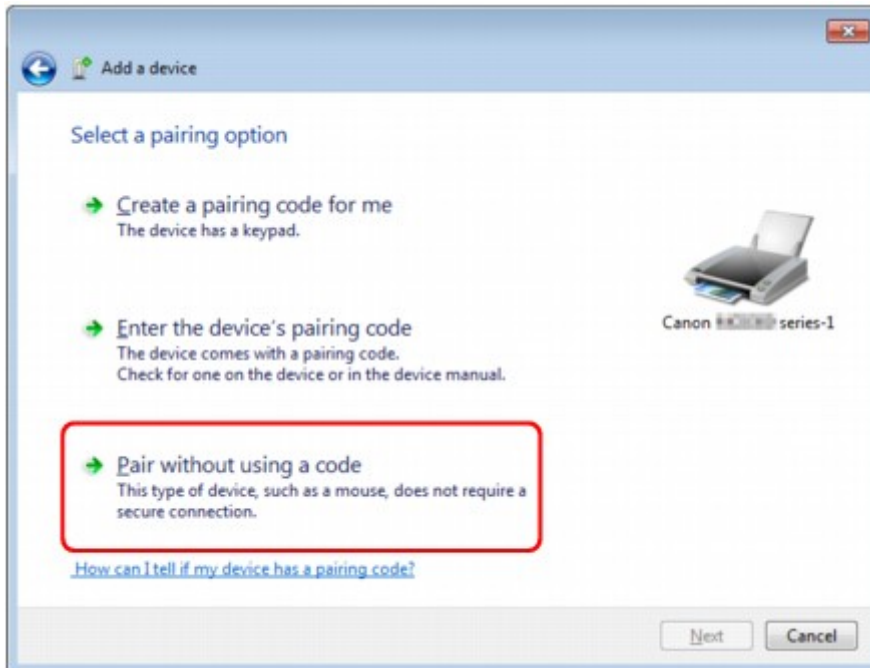 Add a device
Select a pairing option
Create a pairing code for me
The device has a keypad.
Enter the device's pairing code
The device comes with a pairing code.
Check for one on the device or in the device manual.
Canon series-1
Pair without using a code
This type of device, such as a mouse, does not require a
secure connection.
How can I tell if my device has a pairing code?
Next
Cancel